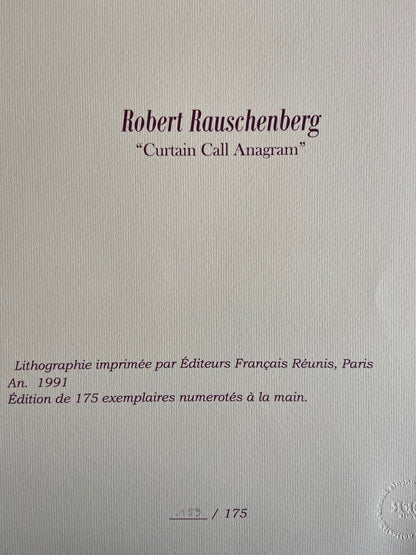 Robert Rauschenberg
“Curtain Call Anagram”
Lithographie imprimée par Éditeurs Français Réunis, Paris
An. 1991
Édition de 175 exemplaires numerotés à la main.
159 / 175